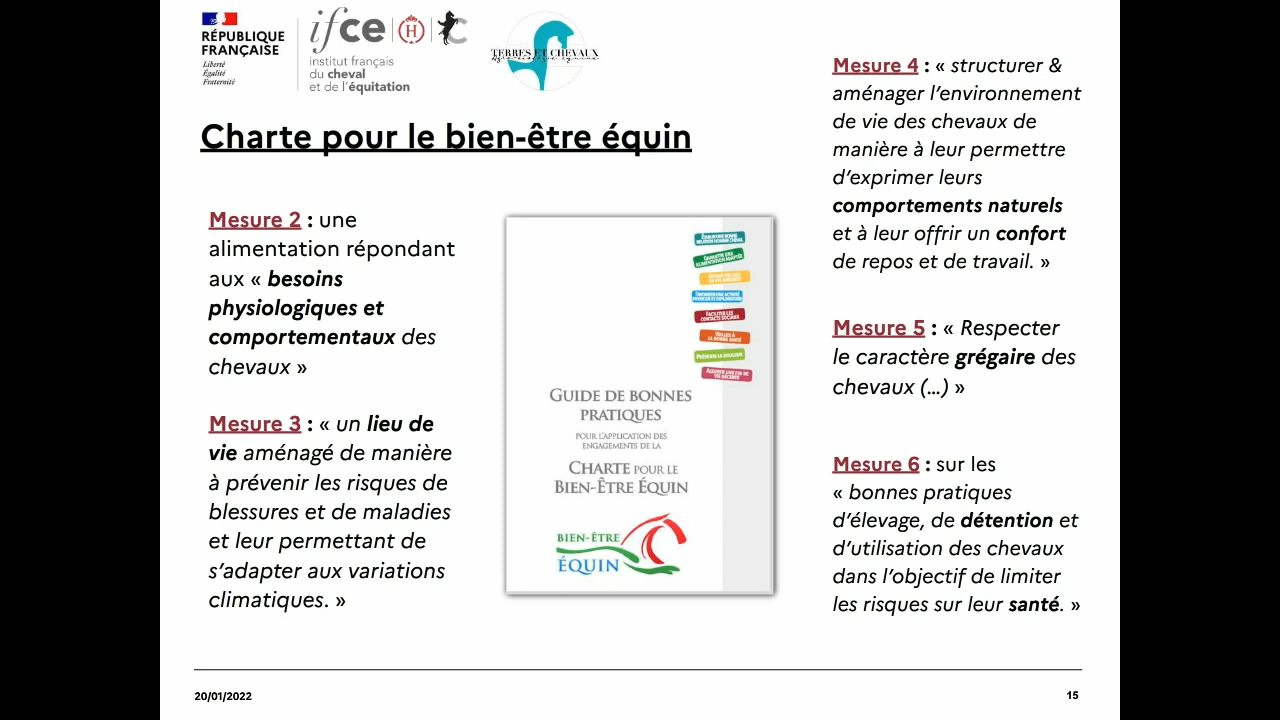 RÉPUBLIQUE
FRANÇAISE
Liberté
Égalité
Fraternité
ifce
institut français
du cheval
et de l'équitation
TERRES ET CHEVAUX
Charte pour le bien-être équin
Mesure 2 : une
alimentation répondant
aux « besoins
physiologiques et
comportementaux des
chevaux »
Mesure 3 : « un lieu de
vie aménagé de manière
à prévenir les risques de
blessures et de maladies
et leur permettant de
s’adapter aux variations
climatiques. »
GUIDE DE BONNES
PRATIQUES
POUR L'APPLICATION DES
ENGAGEMENTS DE LA
CHARTE POUR LE
BIEN-ÊTRE ÉQUIN
BIEN-ÊTRE
ÉQUIN
Mesure 4 : « structurer &
aménager l’environnement
de vie des chevaux de
manière à leur permettre
d’exprimer leurs
comportements naturels
et à leur offrir un confort
de repos et de travail. »
Mesure 5 : « Respecter
le caractère grégaire des
chevaux (…) »
Mesure 6 : sur les
« bonnes pratiques
d’élevage, de détention et
d’utilisation des chevaux
dans l’objectif de limiter
les risques sur leur santé. »
20/01/2022
15